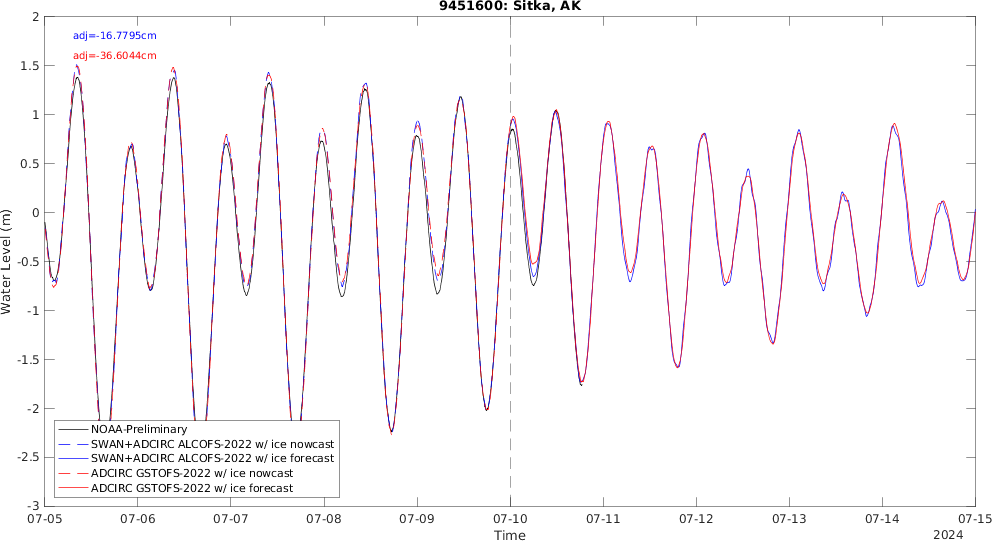 9451600: Sitka, AK
adj=-16.7795cm
adj=-36.6044cm
2
1.5
1
0.5
0
-0.5
-1
-1.5
-2
-2.5
-3
Water Level (m)
NOAA-Preliminary
SWAN+ADCIRC ALCOFS-2022 w/ ice nowcast
SWAN+ADCIRC ALCOFS-2022 w/ ice forecast
ADCIRC GSTOFS-2022 w/ ice nowcast
ADCIRC GSTOFS-2022 w/ ice forecast
07-05 07-06 07-07 07-08 07-09 07-10 07-11 07-12 07-13 07-14 07-15
Time
2024